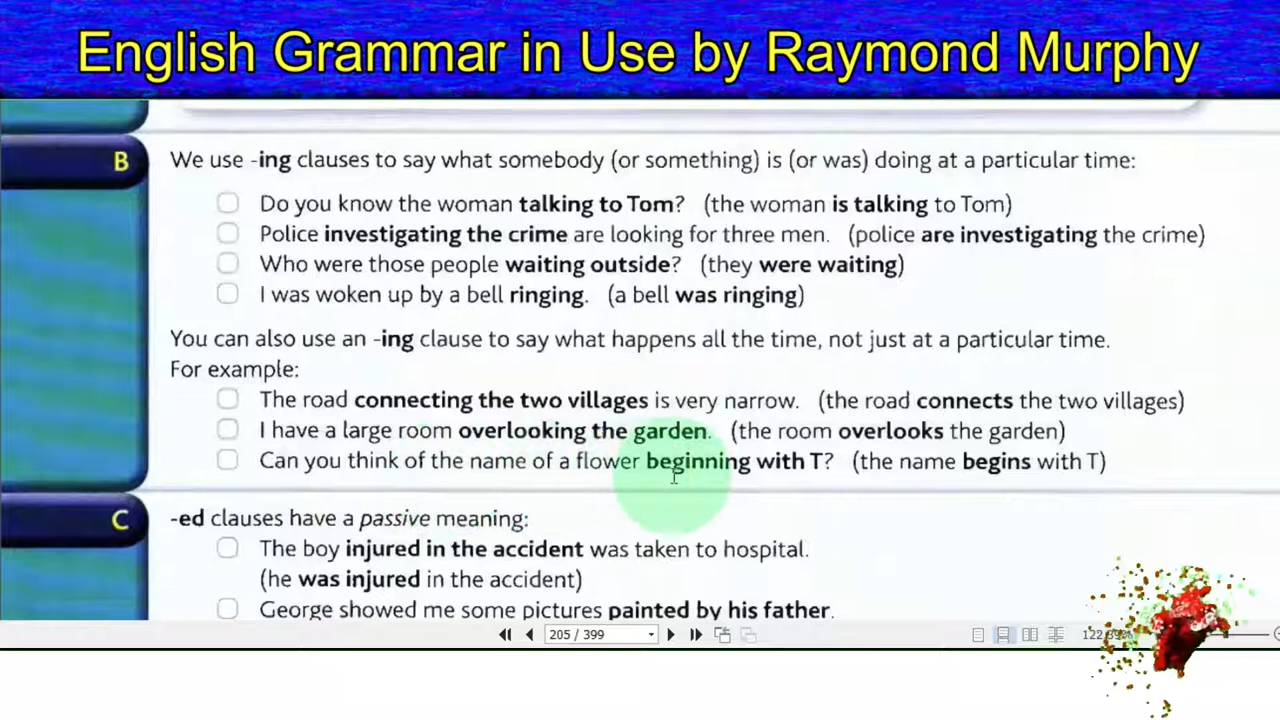 English Grammar in Use by Raymond Murphy
B
We use -ing clauses to say what somebody (or something) is (or was) doing at a particular time:
Do you know the woman talking to Tom? (the woman is talking to Tom)
Police investigating the crime are looking for three men. (police are investigating the crime)
Who were those people waiting outside? (they were waiting)
I was woken up by a bell ringing. (a bell was ringing)
You can also use an -ing clause to say what happens all the time, not just at a particular time.
For example:
The road connecting the two villages is very narrow. (the road connects the two villages)
I have a large room overlooking the garden. (the room overlooks the garden)
Can you think of the name of a flower beginning with T? (the name begins with T)
C
-ed clauses have a passive meaning:
The boy injured in the accident was taken to hospital.
(he was injured in the accident)
George showed me some pictures painted by his father.
205 / 399